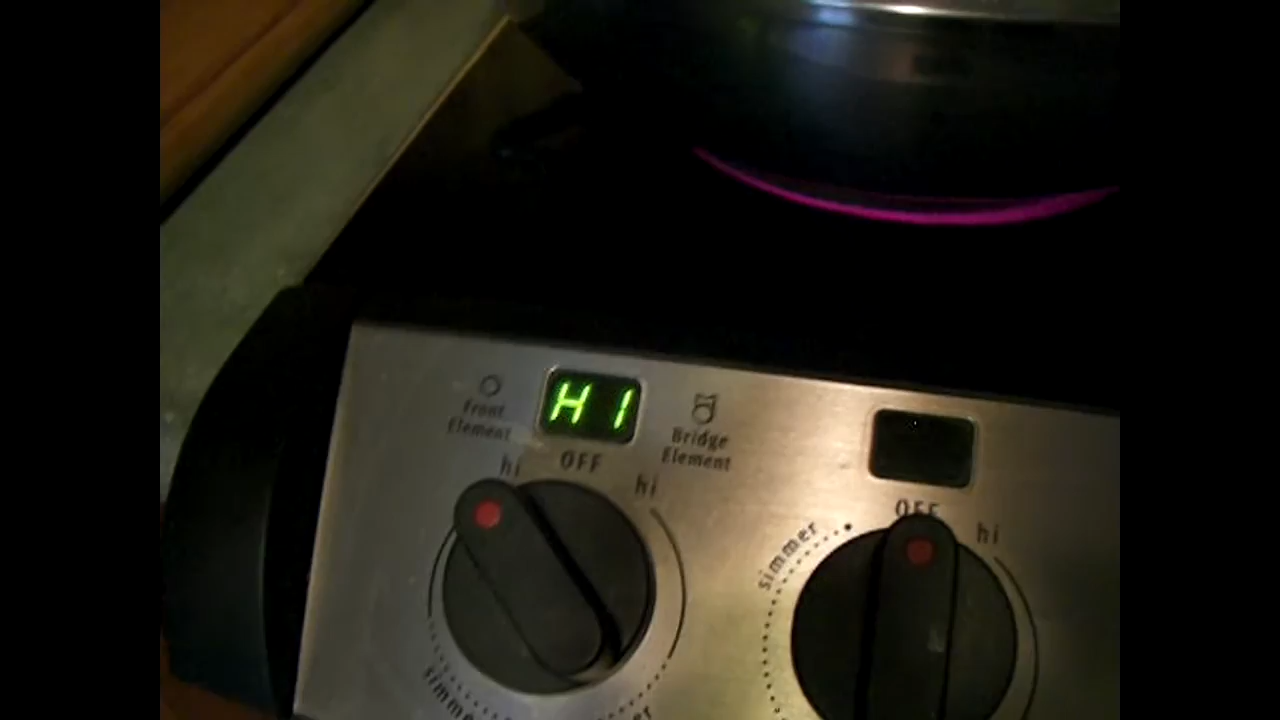 HI
Front
Element
Bridge
Element
hi
OFF
hi
OFF
hi
simmer